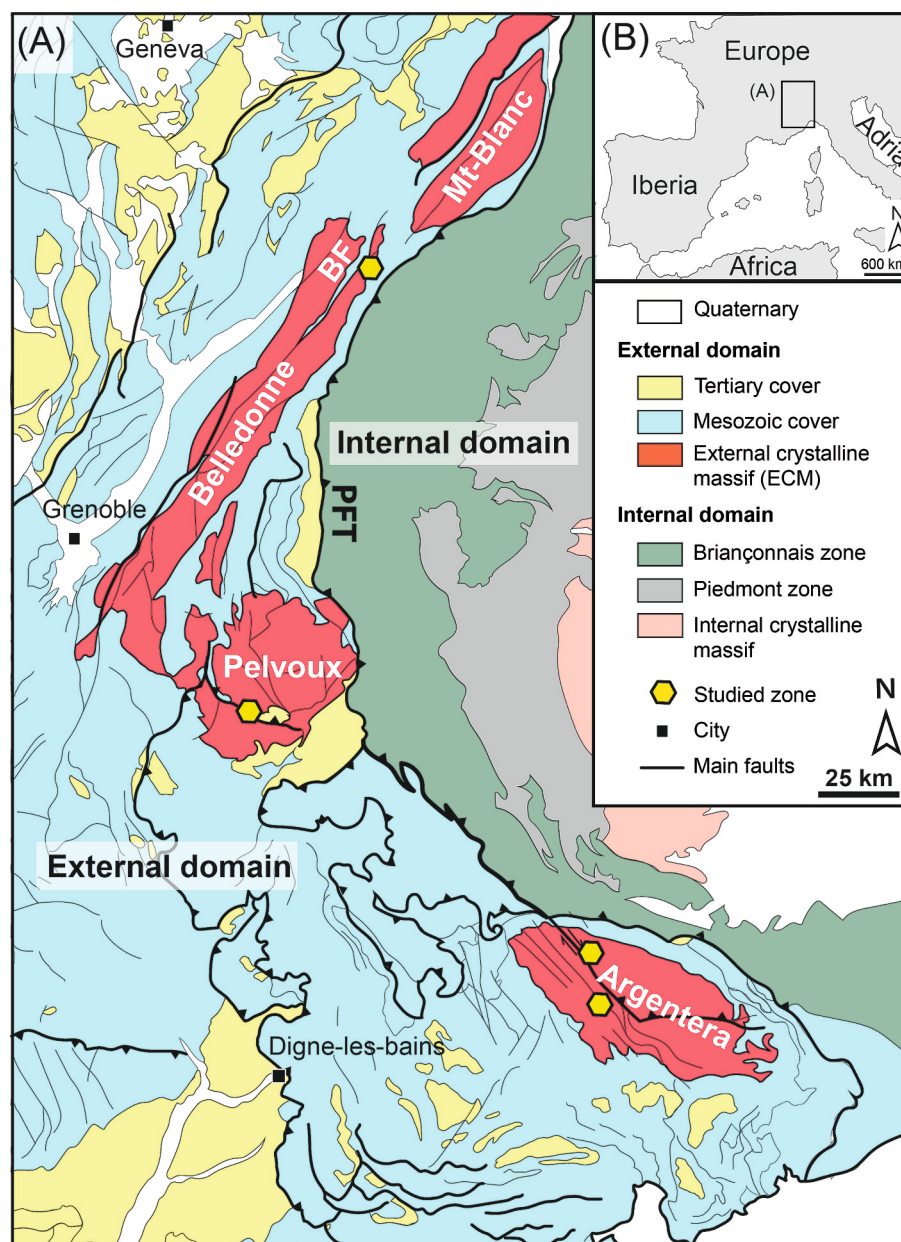 (A)
Geneva
Mt-Blanc
BF
Belledonne
Internal domain
PFT
Grenoble
Pelvoux
External domain
Argentera
Digne-les-bains
(B)
Europe
(A)
Adria
Iberia
N
Africa
600 km
Quaternary
External domain
Tertiary cover
Mesozoic cover
External crystalline
massif (ECM)
Internal domain
Briançonnais zone
Piedmont zone
Internal crystalline
massif
Studied zone
N
City
Main faults
25 km